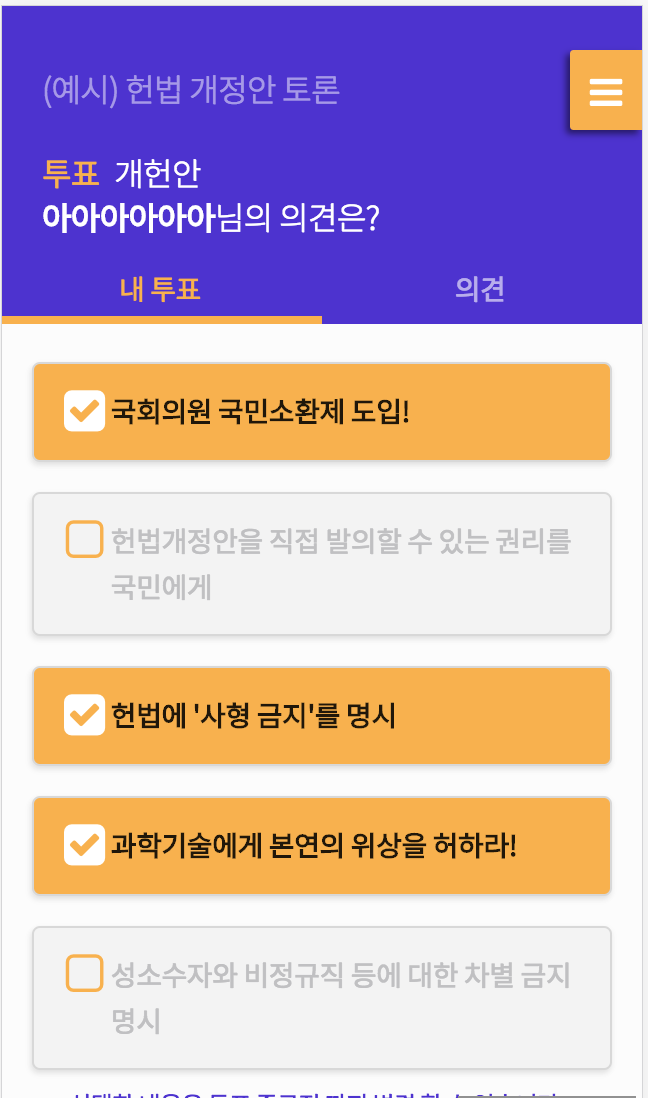 (예시) 헌법 개정안 토론
투표 개헌안
아아아아아아님의 의견은?
내 투표
의견
국회의원 국민소환제 도입!
헌법개정안을 직접 발의할 수 있는 권리를
국민에게
헌법에 '사형 금지'를 명시
과학기술에게 본연의 위상을 허하라!
성소수자와 비정규직 등에 대한 차별 금지
명시